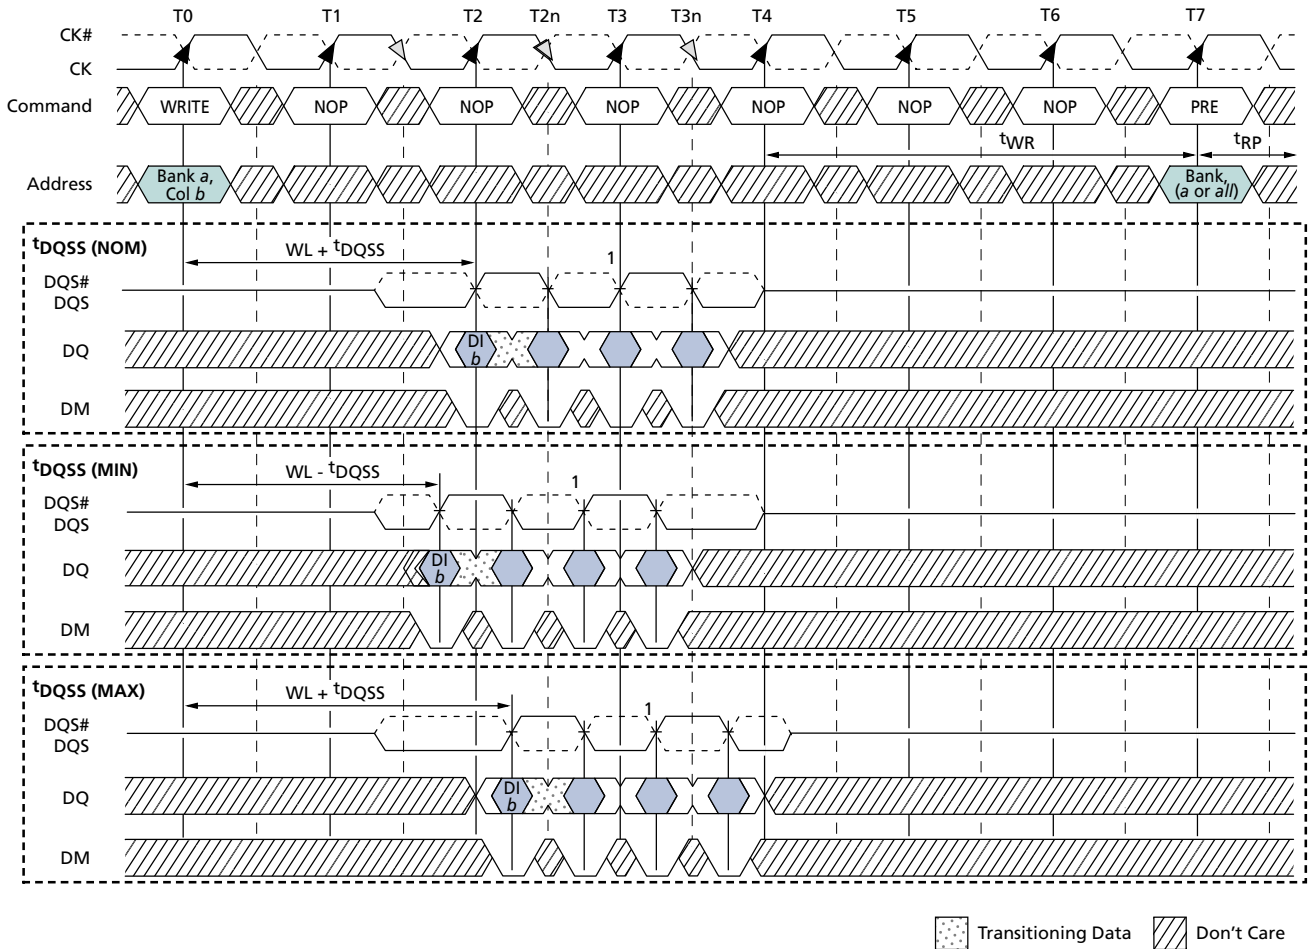 T0 T1 T2 T2n T3 T3n T4 T5 T6 T7
CK#
CK
Command WRITE NOP NOP NOP NOP NOP NOP PRE
tWR tRP
Address Bank a, Col b Bank, (a or all)
tDQSS (NOM)
WL + tDQSS
1
DQS#
DQS
DQ DI b
DM
tDQSS (MIN)
WL - tDQSS
1
DQS#
DQS
DQ DI b
DM
tDQSS (MAX)
WL + tDQSS
1
DQS#
DQS
DQ DI b
DM
Transitioning Data Don't Care